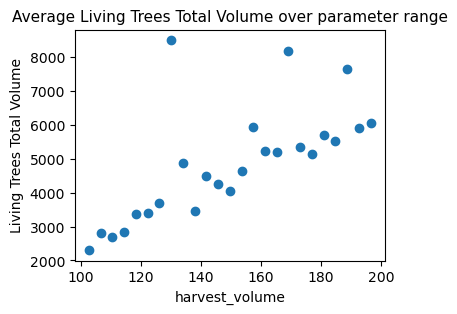 Average Living Trees Total Volume over parameter range
Living Trees Total Volume
8000
7000
6000
5000
4000
3000
2000
100 120 140 160 180 200
harvest_volume